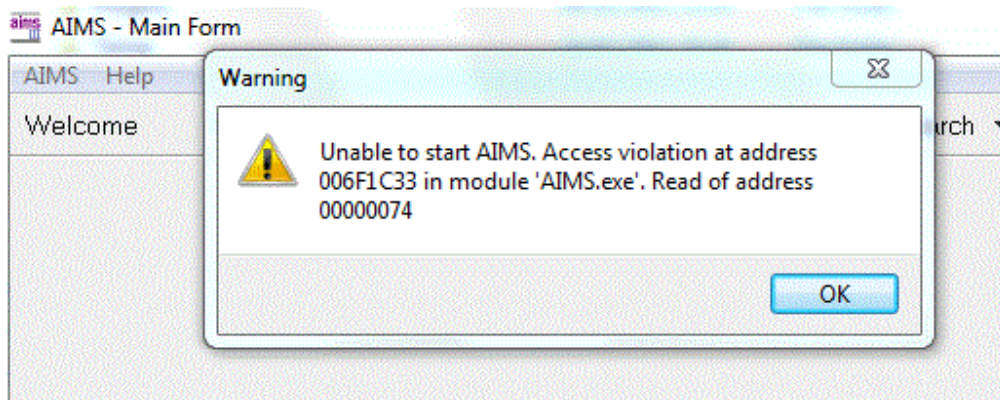 aims AIMS - Main Form
AIMS Help
Warning
Welcome
Unable to start AIMS. Access violation at address
006F1C33 in module 'AIMS.exe'. Read of address
00000074
OK